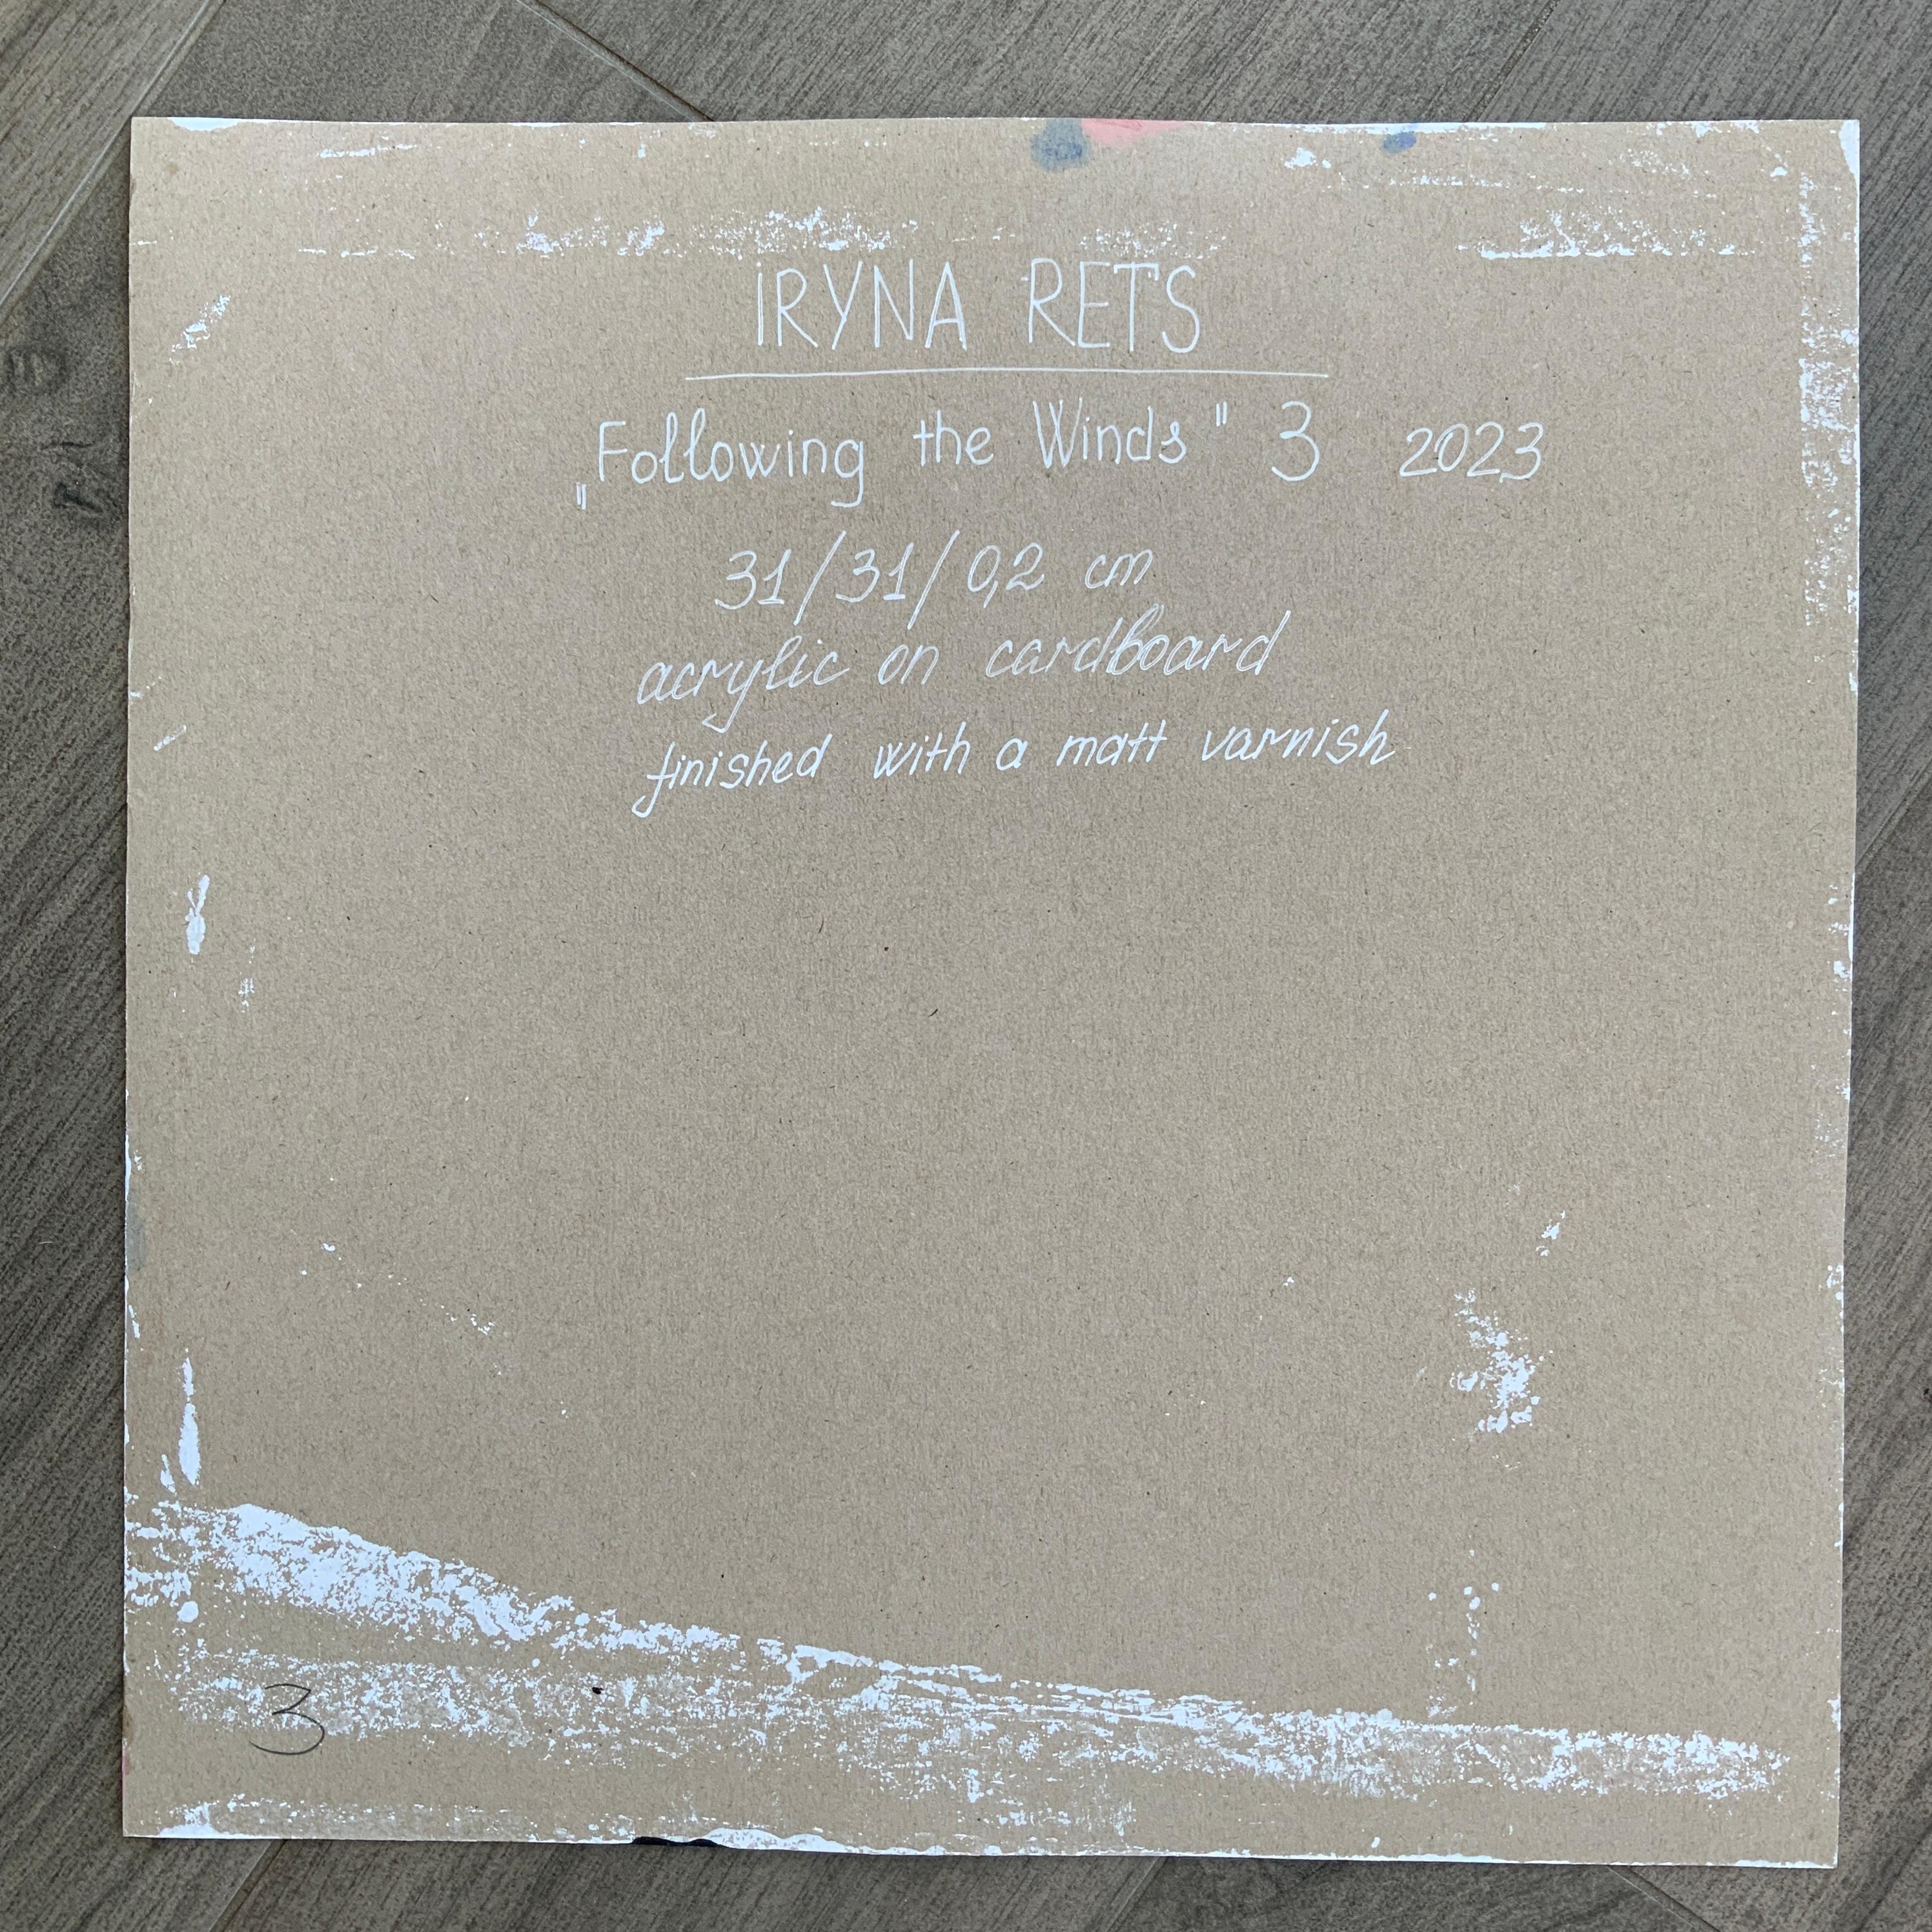 IRYNA RETS
„Following the Winds" 3 2023
31/31/0,2 cm
acrylic on cardboard
finished with a matt varnish
3